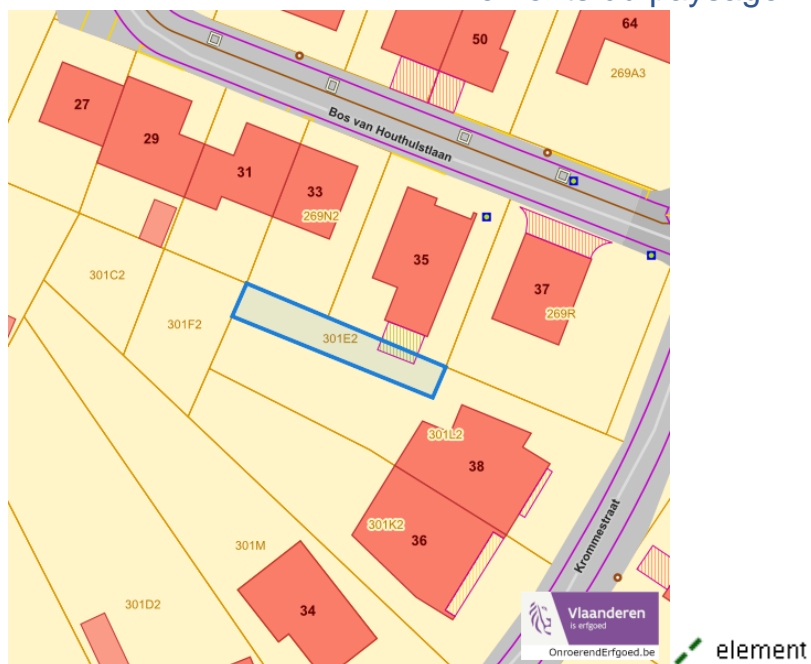 50
64
269A3
27
29
Bos van Houthulstlaan
31
33
269N2
35
301C2
37
269R
301F2
301E2
301L2
38
301K2
36
Krommestraat
301M
301D2
34
Vlaanderen
is erfgoed
OnroerendErfgoed.be
element